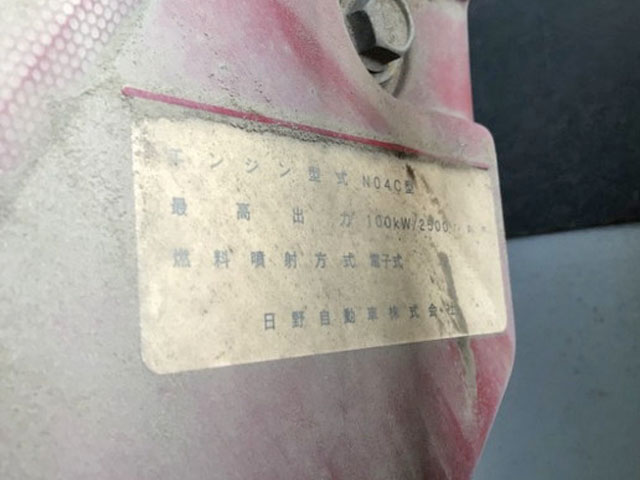 エンジン型式 N04C型
最高出力 100kW/2500
燃料噴射方式 電子式
日野自動車株式会社